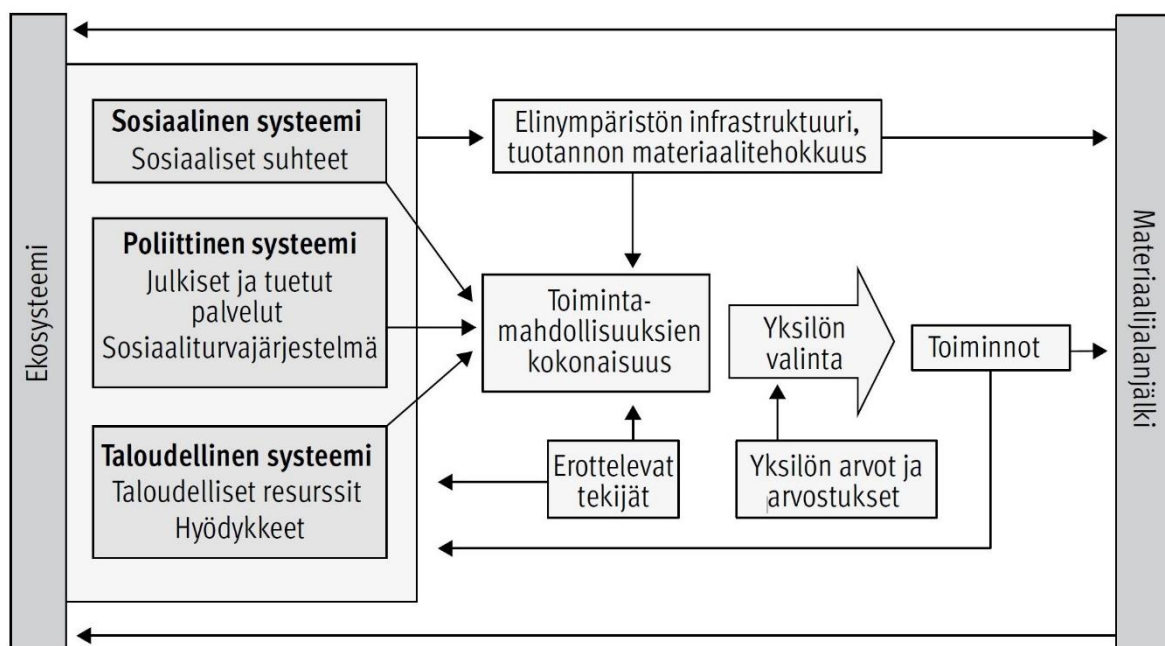 Ekosysteemi
Sosiaalinen systeemi
Sosiaaliset suhteet
Poliittinen systeemi
Julkiset ja tuetut
palvelut
Sosiaaliturvajärjestelmä
Taloudellinen systeemi
Taloudelliset resurssit
Hyödykkeet
Elinympäristön infrastruktuuri,
tuotannon materiaalitehokkuus
Toiminta-
mahdollisuuksien
kokonaisuus
Erottelevat
tekijät
Yksilön
valinta
Yksilön arvot ja
arvostukset
Toiminnot
Materiaalijalanjälki